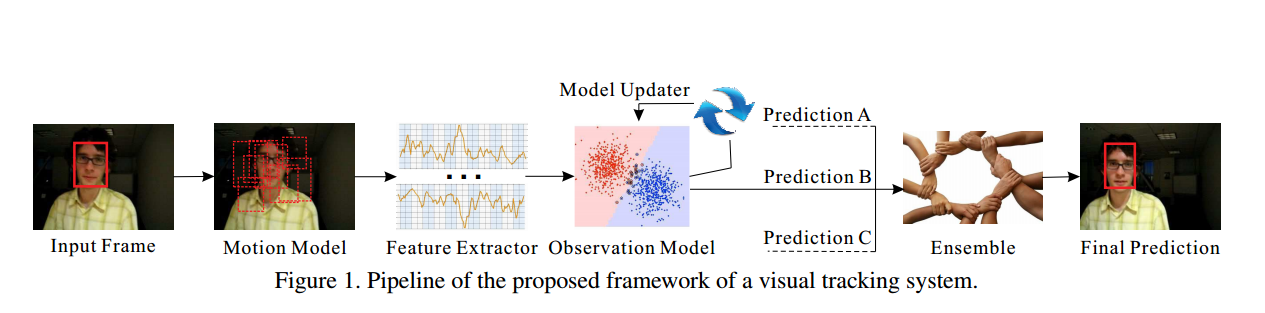 Model Updater
Prediction A
Prediction B
Prediction C
Input Frame
Motion Model
Feature Extractor
Observation Model
Ensemble
Final Prediction
Figure 1. Pipeline of the proposed framework of a visual tracking system.